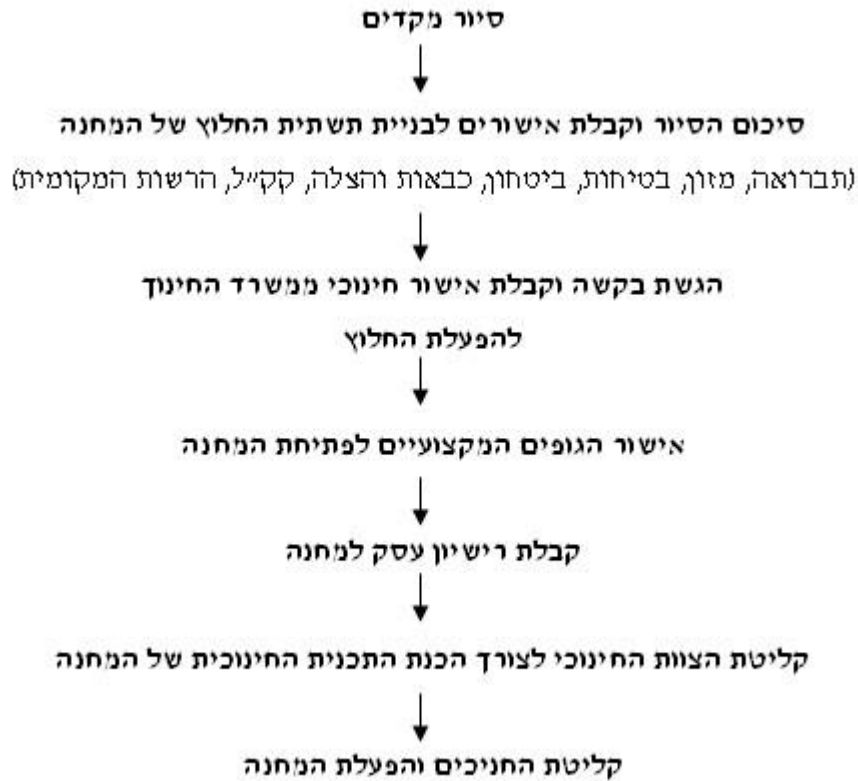 סיור מקדים
סיכום הסיור וקבלת אישורים לבניית תשתית החלוץ של המחנה
(תברואה, מזון, בטיחות, ביטחון, כבאות והצלה, קק״ל, הרשות המקומית)
הגשת בקשה וקבלת אישור חינוכי ממשרד החינוך
להפעלת החלוץ
אישור הגופים המקצועיים לפתיחת המחנה
קבלת רישיון עסק למחנה
קליטת הצוות החינוכי לצורך הכנת התכנית החינוכית של המחנה
קליטת החניכים והפעלת המחנה